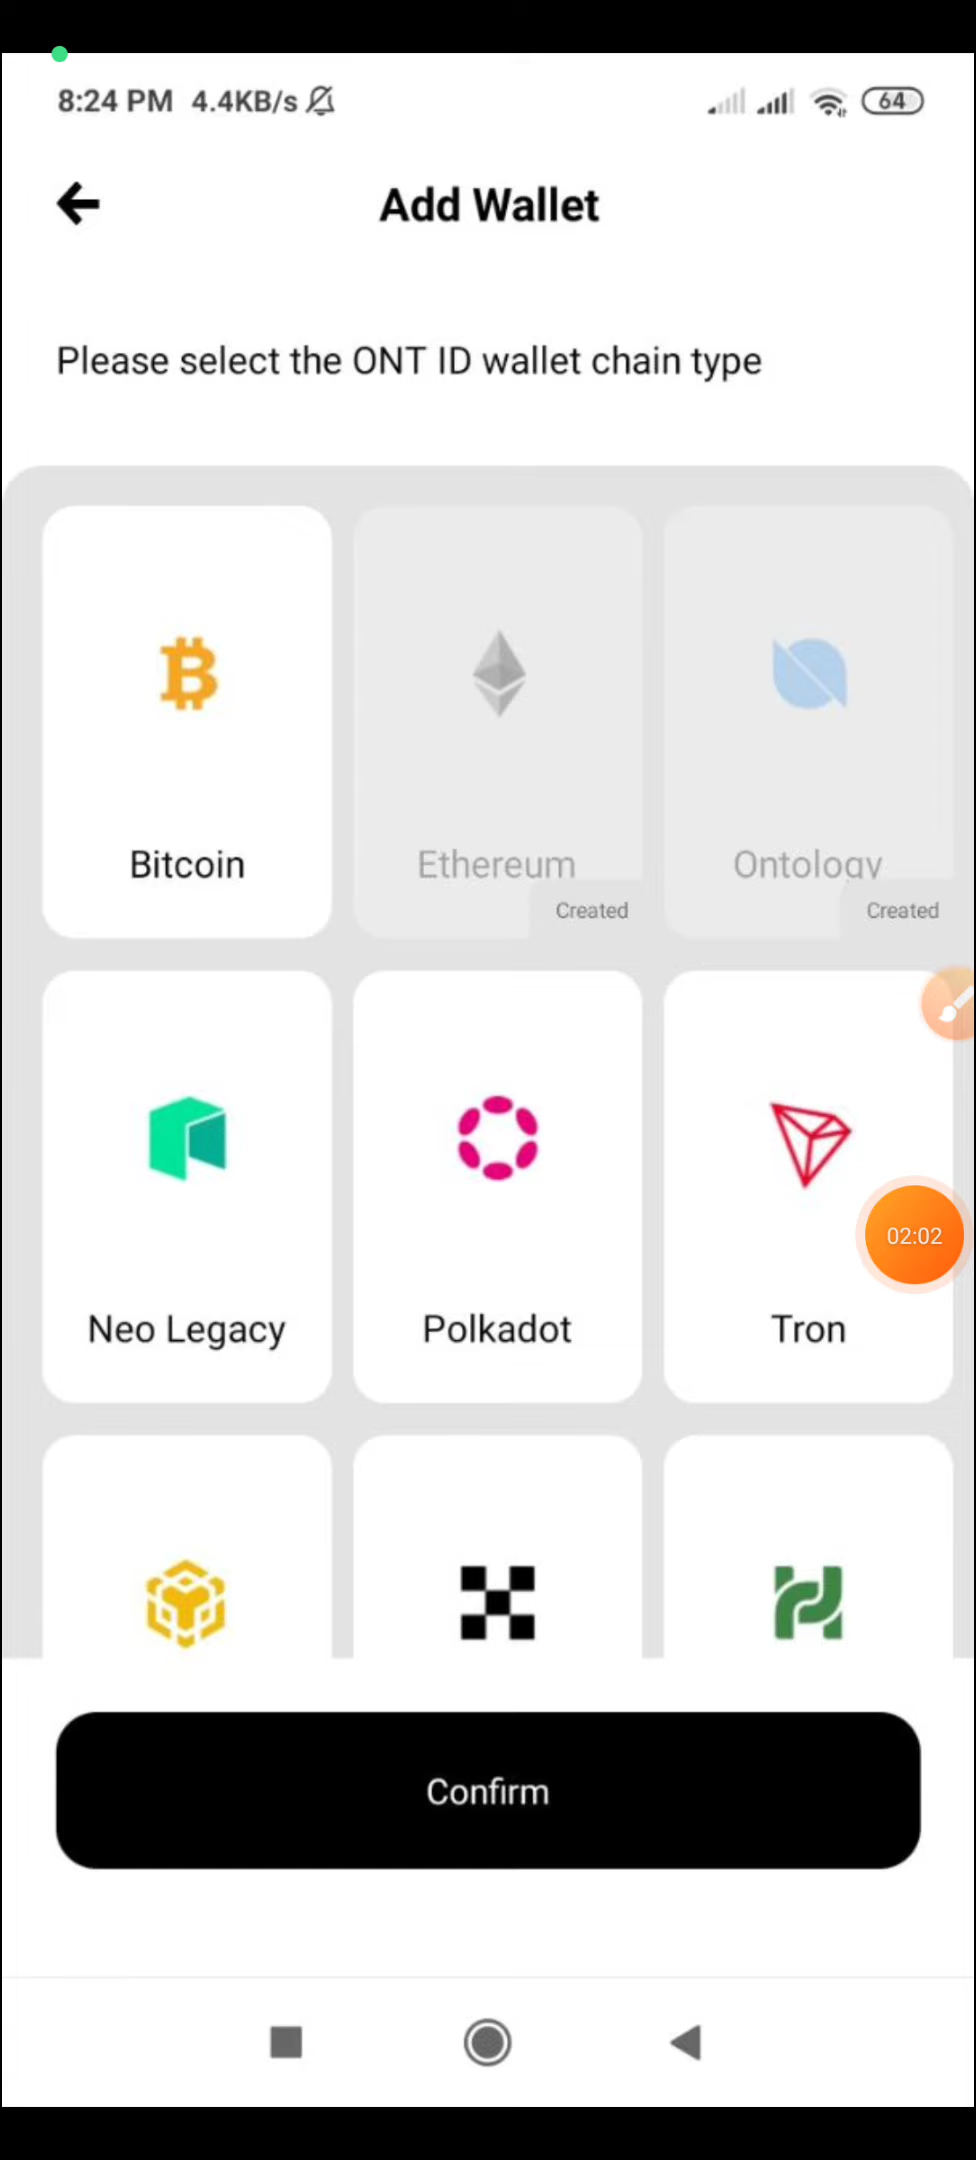 8:24 PM 4.4KB/s 64
Add Wallet
Please select the ONT ID wallet chain type
Bitcoin Ethereum Ontology
Created Created
02:02
Neo Legacy Polkadot Tron
Confirm